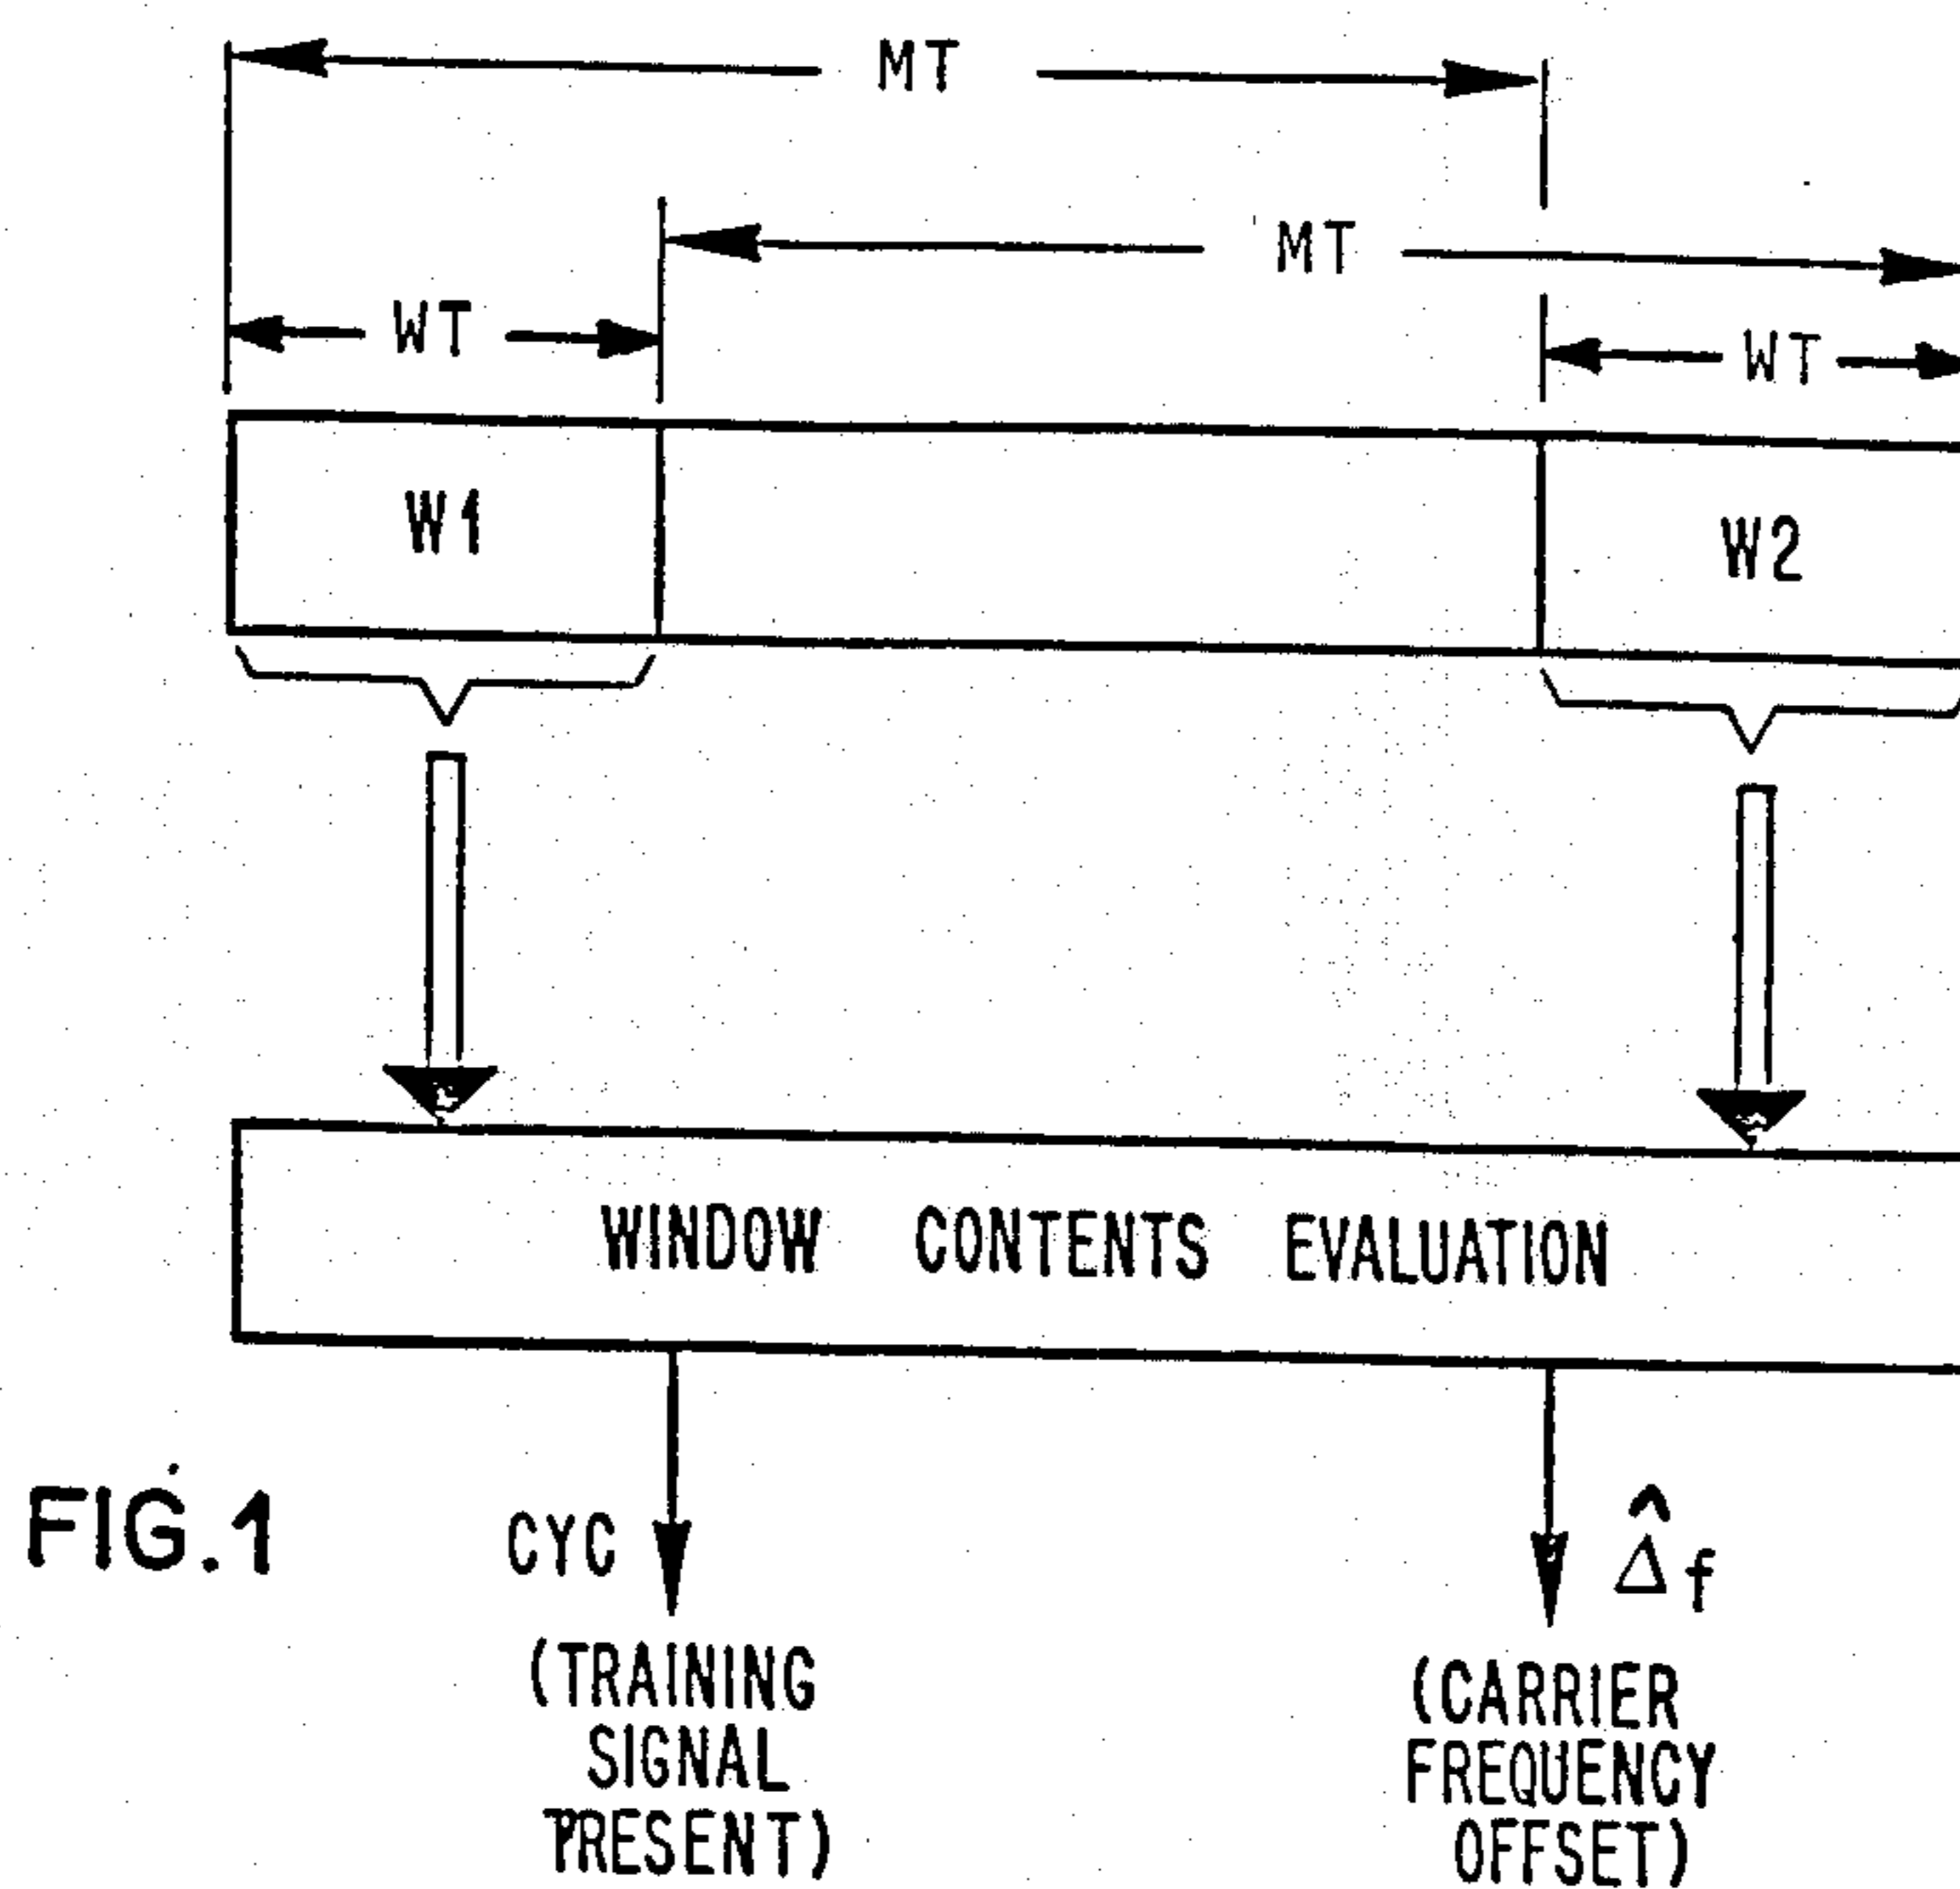 MT
MT
WT
WT
W1
W2
WINDOW CONTENTS EVALUATION
FIG.1
CYC
Δ̂f
(TRAINING
SIGNAL
PRESENT)
(CARRIER
FREQUENCY
OFFSET)